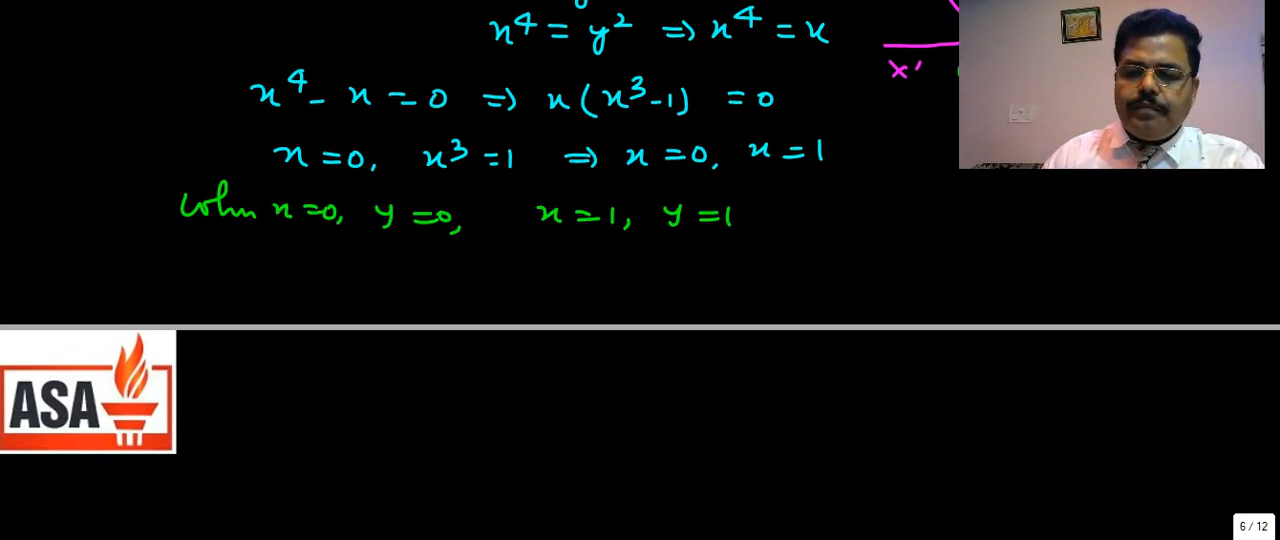 x⁴ = y² ⇒ x⁴ = x
x'
x⁴ - x = 0 ⇒ x(x³-1) = 0
x = 0, x³ = 1 ⇒ x = 0, x = 1
When x = 0, y = 0, x = 1, y = 1
ASA
6 / 12